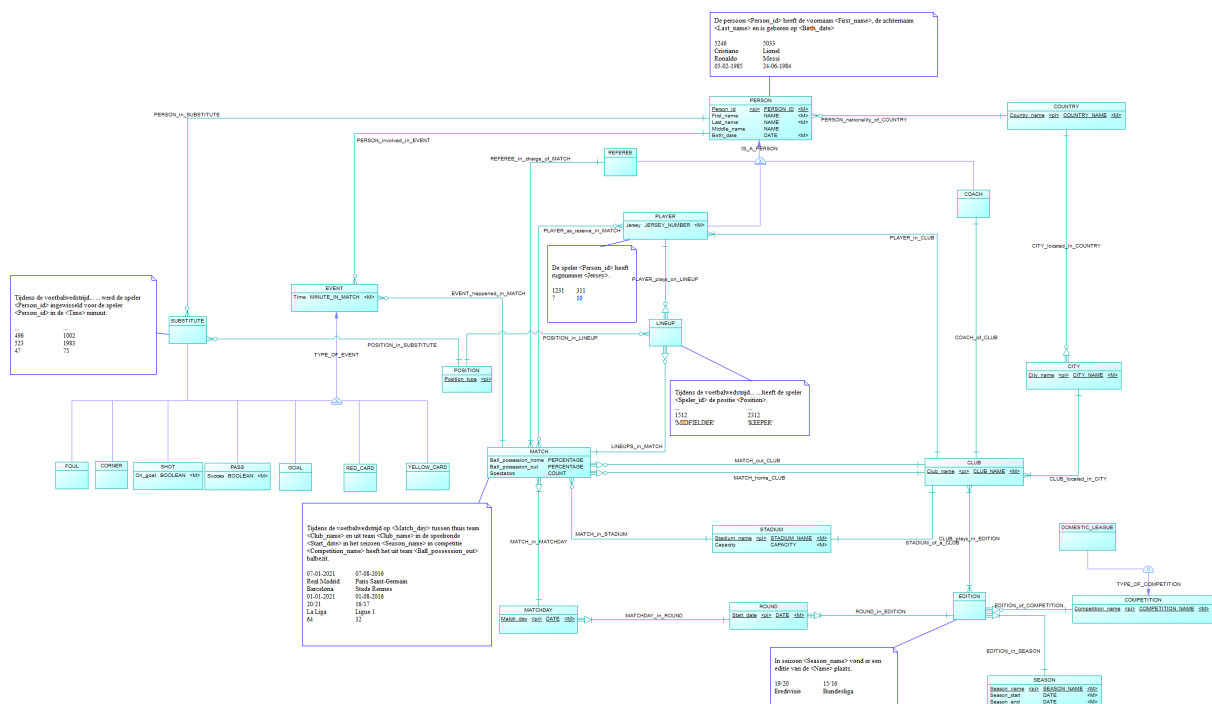 De persoon <Person_id> heeft de voornaam <First_name>, de achternaam
<Last_name> en is geboren op <Birth_date>
5246 5033
Cristiano Lionel
Ronaldo Messi
05-02-1985 24-06-1984
PERSON
Person_id <pi> PERSON_ID <M>
First_name NAME <M>
Last_name NAME <M>
Middle_name NAME
Birth_date DATE <M>
PERSON_in_SUBSTITUTE
PERSON_nationality_of_COUNTRY
COUNTRY
Country_name <pi> COUNTRY_NAME <M>
PERSON_involved_in_EVENT
IS_A_PERSON
REFEREE_in_charge_of_MATCH
REFEREE
COACH
PLAYER
Jersey JERSEY_NUMBER <M>
PLAYER_as_reserve_in_MATCH
PLAYER_in_CLUB
CITY_located_in_COUNTRY
De speler <Person_id> heeft
rugnummer <Jersey>.
1231 311
7 10
PLAYER_plays_on_LINEUP
Tijdens de voetbalwedstrijd... ... werd de speler
<Person_id> ingewisseld voor de speler
<Person_id> in de <Time> minuut.
... ...
496 1002
523 1983
47 75
EVENT
Time MINUTE_IN_MATCH <M>
EVENT_happened_in_MATCH
SUBSTITUTE
LINEUP
POSITION_in_LINEUP
COACH_of_CLUB
TYPE_OF_EVENT
POSITION_in_SUBSTITUTE
POSITION
Position_type <pi>
CITY
City_name <pi> CITY_NAME <M>
Tijdens de voetbalwedstrijd... ...heeft de speler
<Speler_id> de positie <Position>.
... ...
1512 2312
'MIDFIELDER' 'KEEPER'
LINEUPS_in_MATCH
MATCH
Ball_possession_home PERCENTAGE
Ball_possession_out PERCENTAGE
Spectators COUNT
MATCH_out_CLUB
MATCH_home_CLUB
CLUB
Club_name <pi> CLUB_NAME <M>
CLUB_located_in_CITY
FOUL
CORNER
SHOT
On_goal BOOLEAN <M>
PASS
Succes BOOLEAN <M>
GOAL
RED_CARD
YELLOW_CARD
Tijdens de voetbalwedstrijd op <Match_day> tussen thuis team
<Club_name> en uit team <Club_name> in de speelronde
<Start_date> in het seizoen <Season_name> in competitie
<Competition_name> heeft het uit team <Ball_possession_out>
balbezit.
07-01-2021 07-08-2016
Real Madrid Paris Saint-Germain
Barcelona Stade Rennes
01-01-2021 01-08-2016
20/21 16/17
La Liga Ligue 1
64 32
MATCH_in_MATCHDAY
MATCH_in_STADIUM
STADIUM
Stadium_name <pi> STADIUM_NAME <M>
Capacity CAPACITY <M>
STADIUM_of_a_CLUB
CLUB_plays_in_EDITION
DOMESTIC_LEAGUE
TYPE_OF_COMPETITION
MATCHDAY
Match_day <pi> DATE <M>
MATCHDAY_in_ROUND
ROUND
Start_date <pi> DATE <M>
ROUND_in_EDITION
EDITION
EDITION_of_COMPETITION
COMPETITION
Competition_name <pi> COMPETITION_NAME <M>
EDITION_in_SEASON
In seizoen <Season_name> vond er een
editie van de <Name> plaats.
19/20 15/16
Eredivisie Bundesliga
SEASON
Season_name <pi> SEASON_NAME <M>
Season_start DATE <M>
Season_end DATE <M>